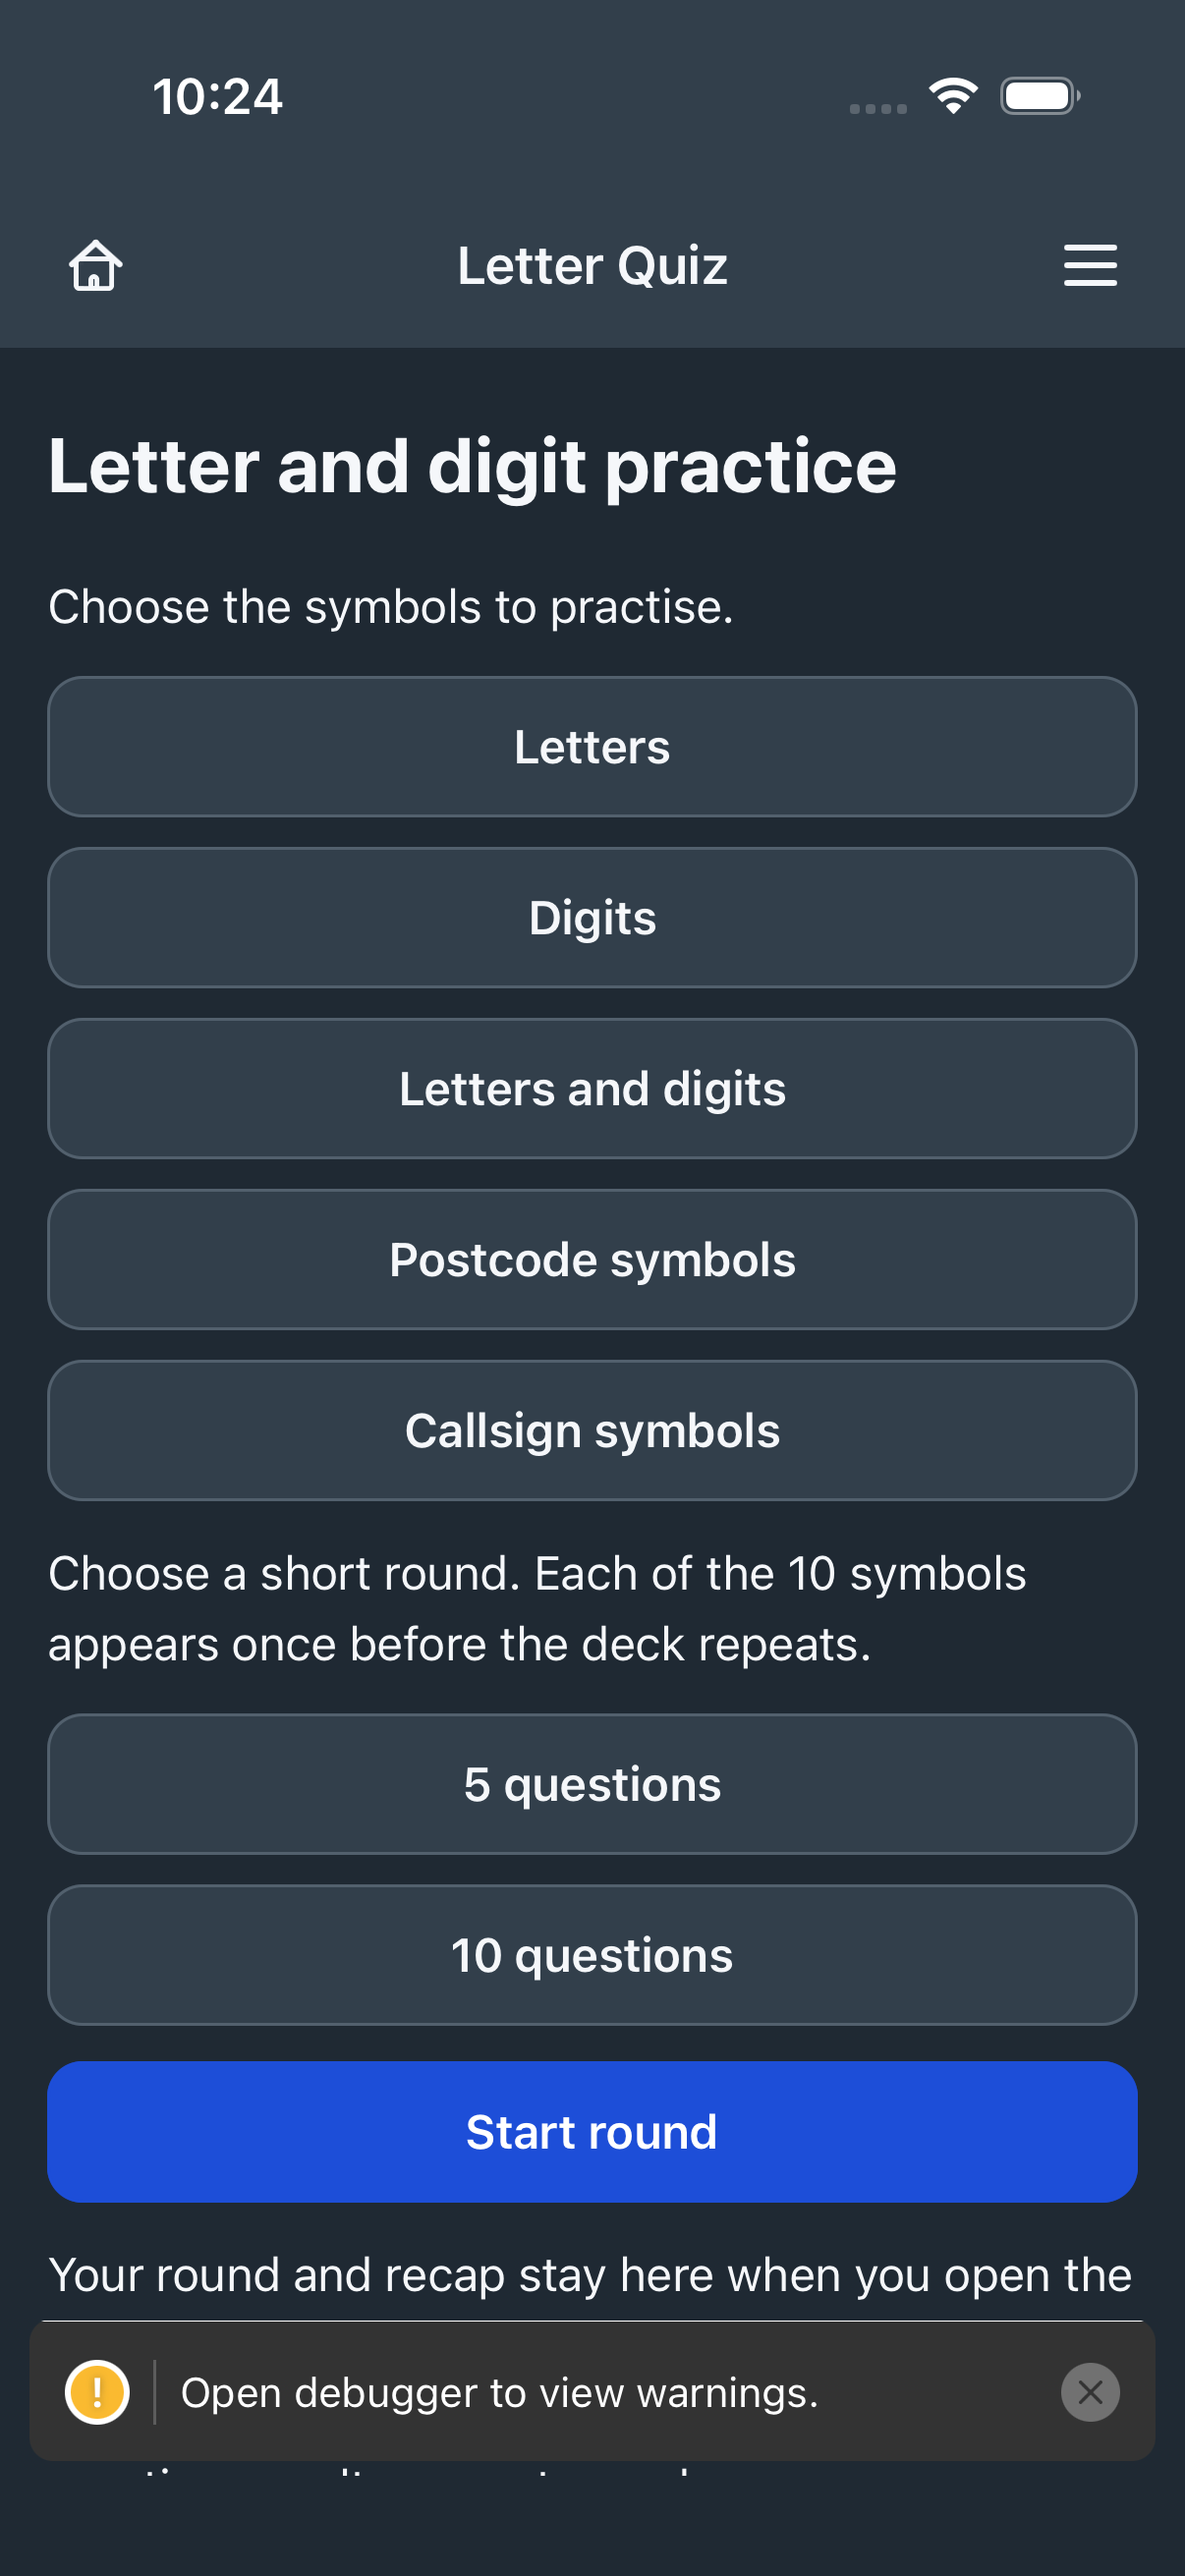 10:24
Letter Quiz
Letter and digit practice
Choose the symbols to practise.
Letters
Digits
Letters and digits
Postcode symbols
Callsign symbols
Choose a short round. Each of the 10 symbols
appears once before the deck repeats.
5 questions
10 questions
Start round
Your round and recap stay here when you open the
Open debugger to view warnings.